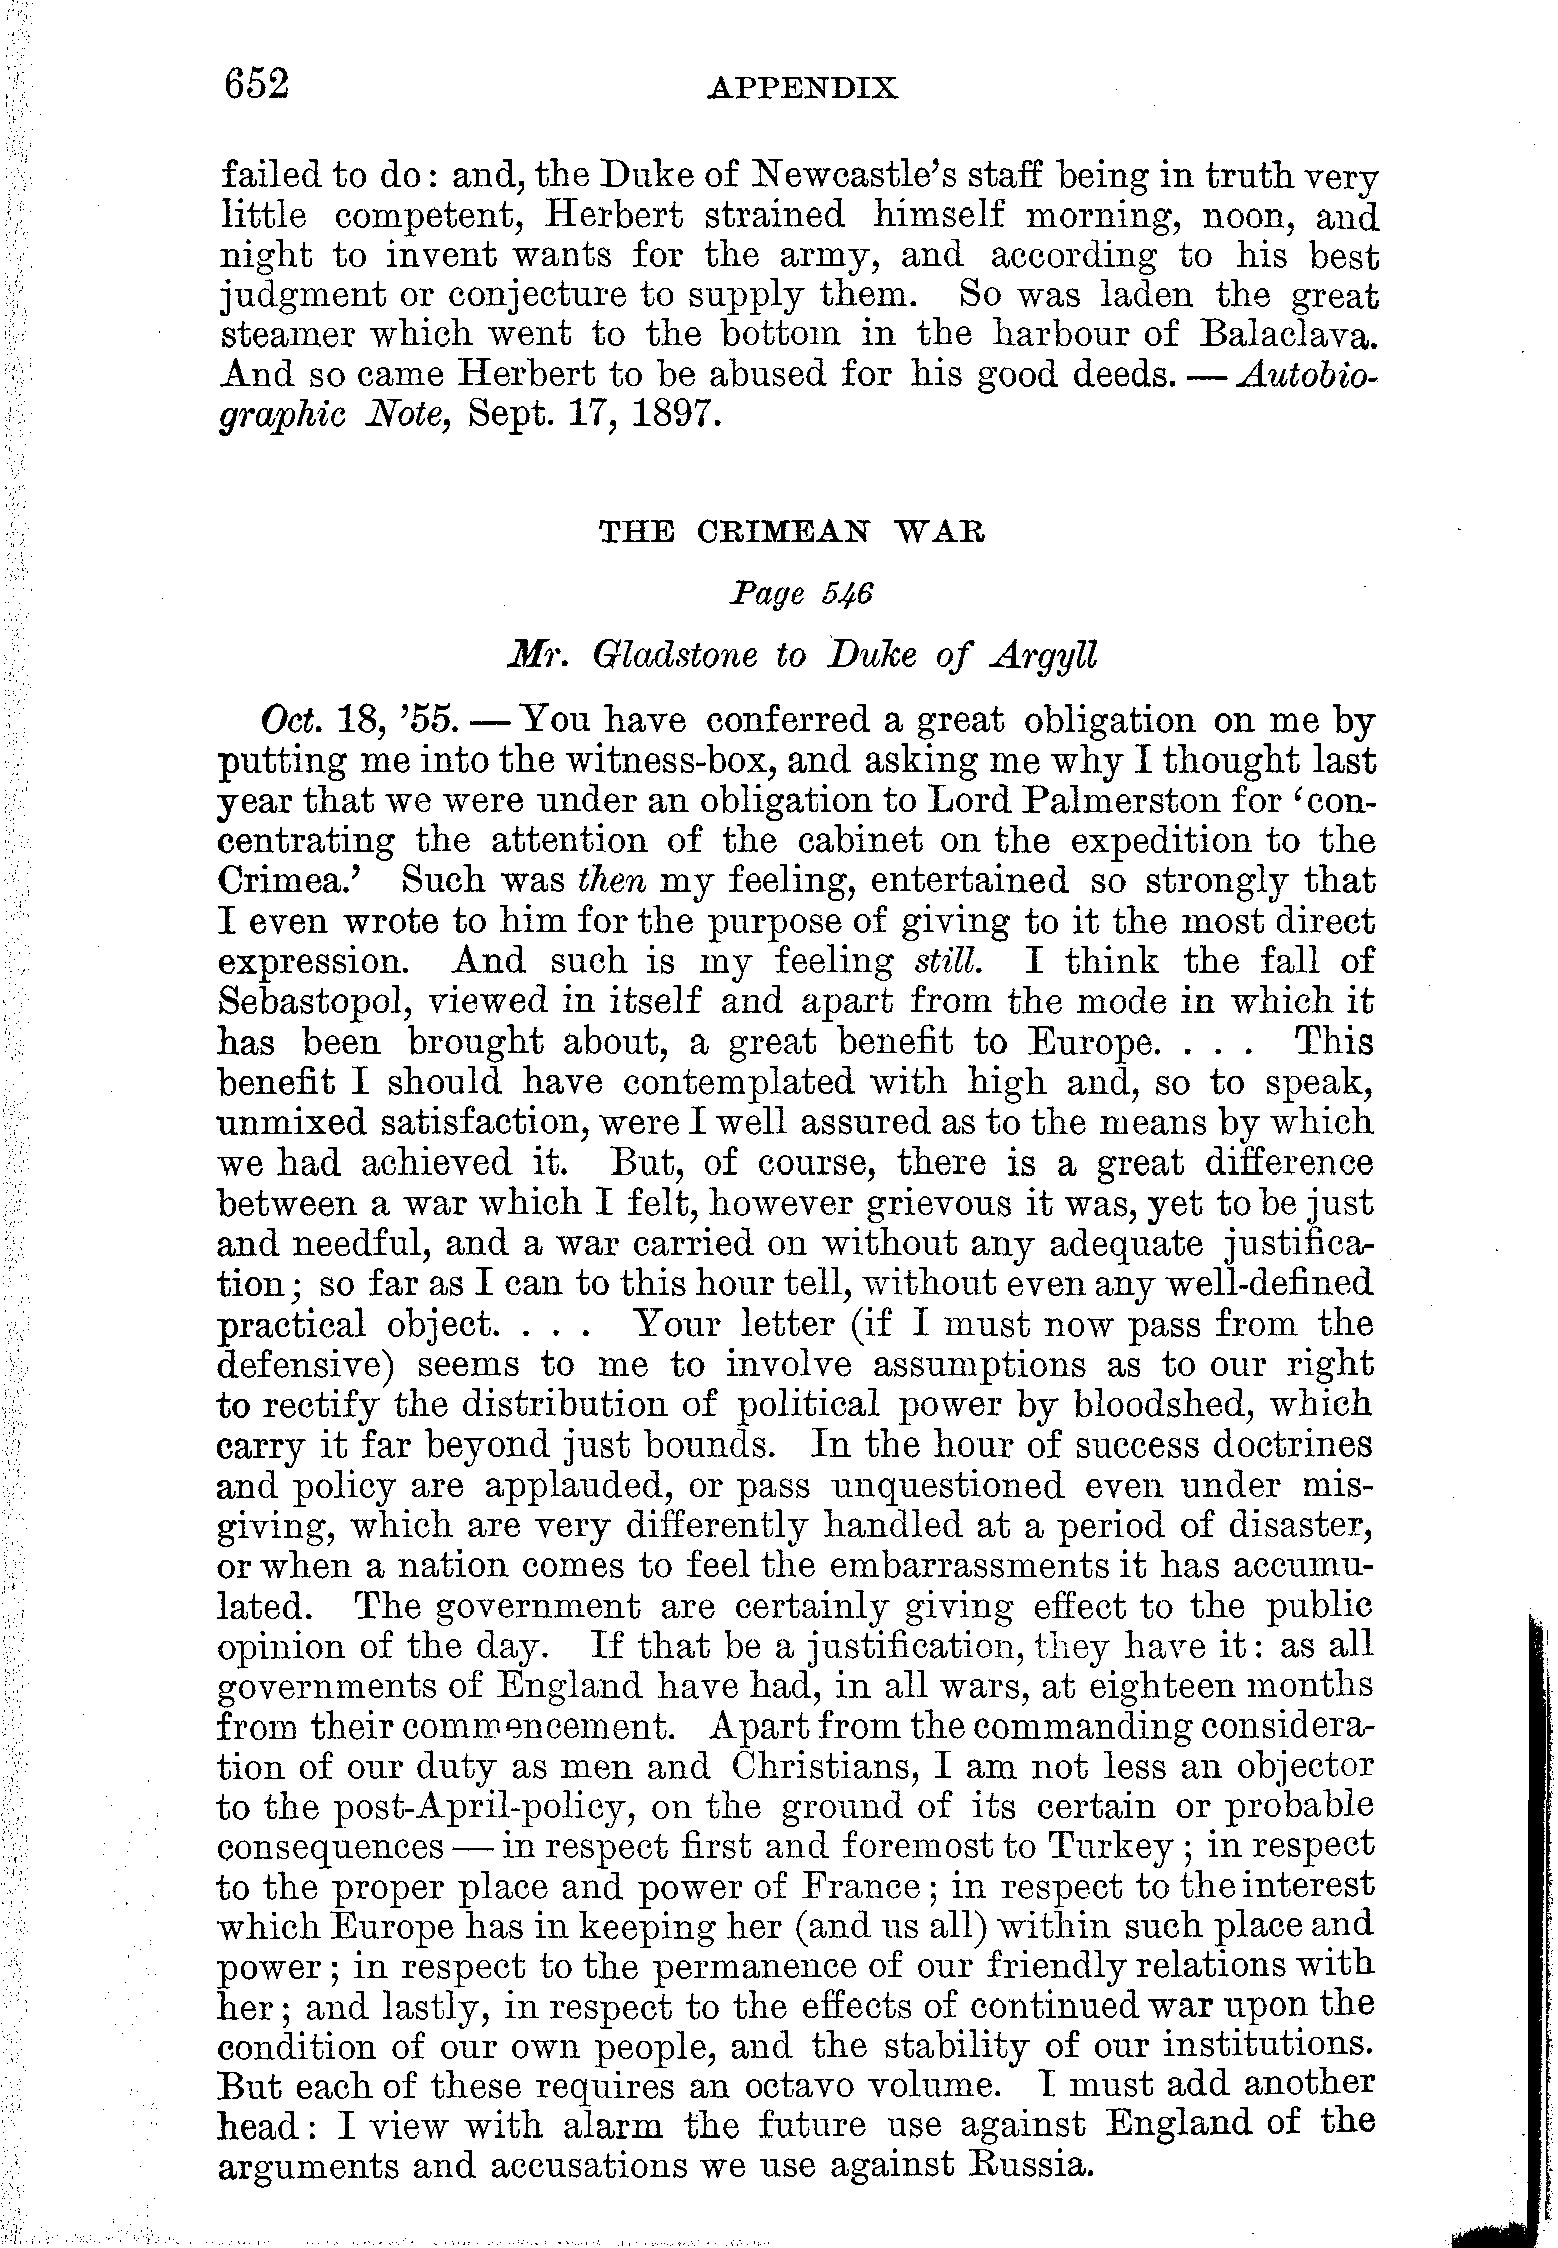 652 APPENDIX
failed to do: and, the Duke of Newcastle's staff being in truth very
little competent, Herbert strained himself morning, noon, and
night to invent wants for the army, and according to his best
judgment or conjecture to supply them. So was laden the great
steamer which went to the bottom in the harbour of Balaclava.
And so came Herbert to be abused for his good deeds. — Autobio-
graphic Note, Sept. 17, 1897.
THE CRIMEAN WAR
Page 546
Mr. Gladstone to Duke of Argyll
Oct. 18, '55. — You have conferred a great obligation on me by
putting me into the witness-box, and asking me why I thought last
year that we were under an obligation to Lord Palmerston for 'con-
centrating the attention of the cabinet on the expedition to the
Crimea.' Such was then my feeling, entertained so strongly that
I even wrote to him for the purpose of giving to it the most direct
expression. And such is my feeling still. I think the fall of
Sebastopol, viewed in itself and apart from the mode in which it
has been brought about, a great benefit to Europe. . . . This
benefit I should have contemplated with high and, so to speak,
unmixed satisfaction, were I well assured as to the means by which
we had achieved it. But, of course, there is a great difference
between a war which I felt, however grievous it was, yet to be just
and needful, and a war carried on without any adequate justifica-
tion; so far as I can to this hour tell, without even any well-defined
practical object. . . . Your letter (if I must now pass from the
defensive) seems to me to involve assumptions as to our right
to rectify the distribution of political power by bloodshed, which
carry it far beyond just bounds. In the hour of success doctrines
and policy are applauded, or pass unquestioned even under mis-
giving, which are very differently handled at a period of disaster,
or when a nation comes to feel the embarrassments it has accumu-
lated. The government are certainly giving effect to the public
opinion of the day. If that be a justification, they have it: as all
governments of England have had, in all wars, at eighteen months
from their commencement. Apart from the commanding considera-
tion of our duty as men and Christians, I am not less an objector
to the post-April-policy, on the ground of its certain or probable
consequences — in respect first and foremost to Turkey; in respect
to the proper place and power of France; in respect to the interest
which Europe has in keeping her (and us all) within such place and
power; in respect to the permanence of our friendly relations with
her; and lastly, in respect to the effects of continued war upon the
condition of our own people, and the stability of our institutions.
But each of these requires an octavo volume. I must add another
head: I view with alarm the future use against England of the
arguments and accusations we use against Russia.